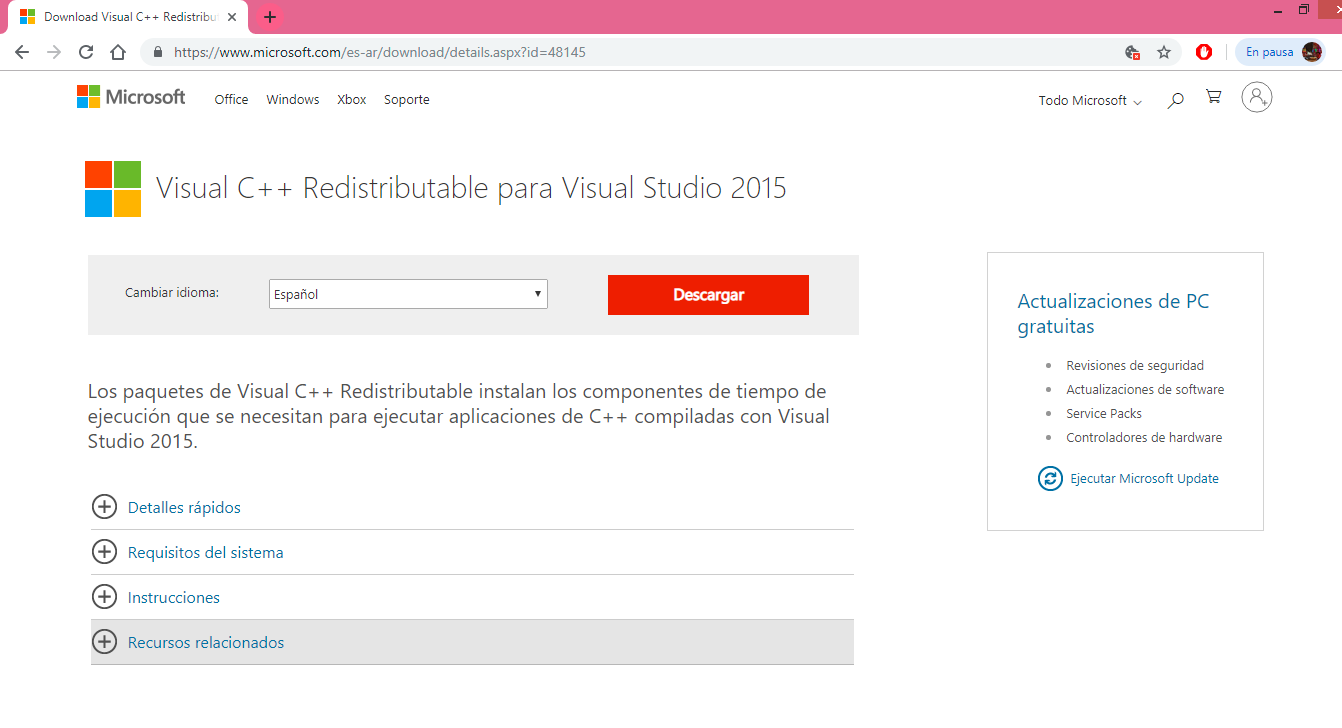 Download Visual C++ Redistribut
https://www.microsoft.com/es-ar/download/details.aspx?id=48145
En pausa
Microsoft
Office
Windows
Xbox
Soporte
Todo Microsoft
Visual C++ Redistributable para Visual Studio 2015
Cambiar idioma:
Español
Descargar
Los paquetes de Visual C++ Redistributable instalan los componentes de tiempo de
ejecución que se necesitan para ejecutar aplicaciones de C++ compiladas con Visual
Studio 2015.
Detalles rápidos
Requisitos del sistema
Instrucciones
Recursos relacionados
Actualizaciones de PC
gratuitas
Revisiones de seguridad
Actualizaciones de software
Service Packs
Controladores de hardware
Ejecutar Microsoft Update